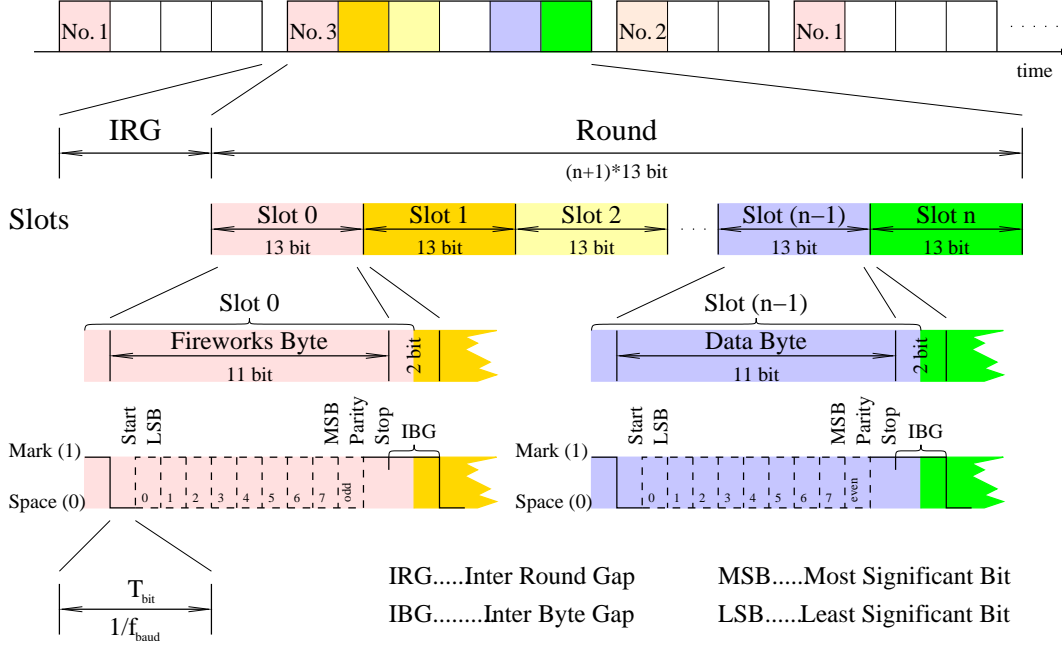 No. 1 No. 3 No. 2 No. 1 . . . . . .
time
IRG Round
(n+1)*13 bit
Slots Slot 0 Slot 1 Slot 2 . . . Slot (n−1) Slot n
13 bit 13 bit 13 bit 13 bit 13 bit
Slot 0 Slot (n−1)
Fireworks Byte 2 bit Data Byte 2 bit
11 bit 11 bit
Start LSB MSB Parity Stop IBG Start LSB MSB Parity Stop IBG
Mark (1) Mark (1)
Space (0) 0 1 2 3 4 5 6 7 odd Space (0) 0 1 2 3 4 5 6 7 even
T bit
1/f baud
IRG.....Inter Round Gap MSB.....Most Significant Bit
IBG.........Inter Byte Gap LSB.....Least Significant Bit